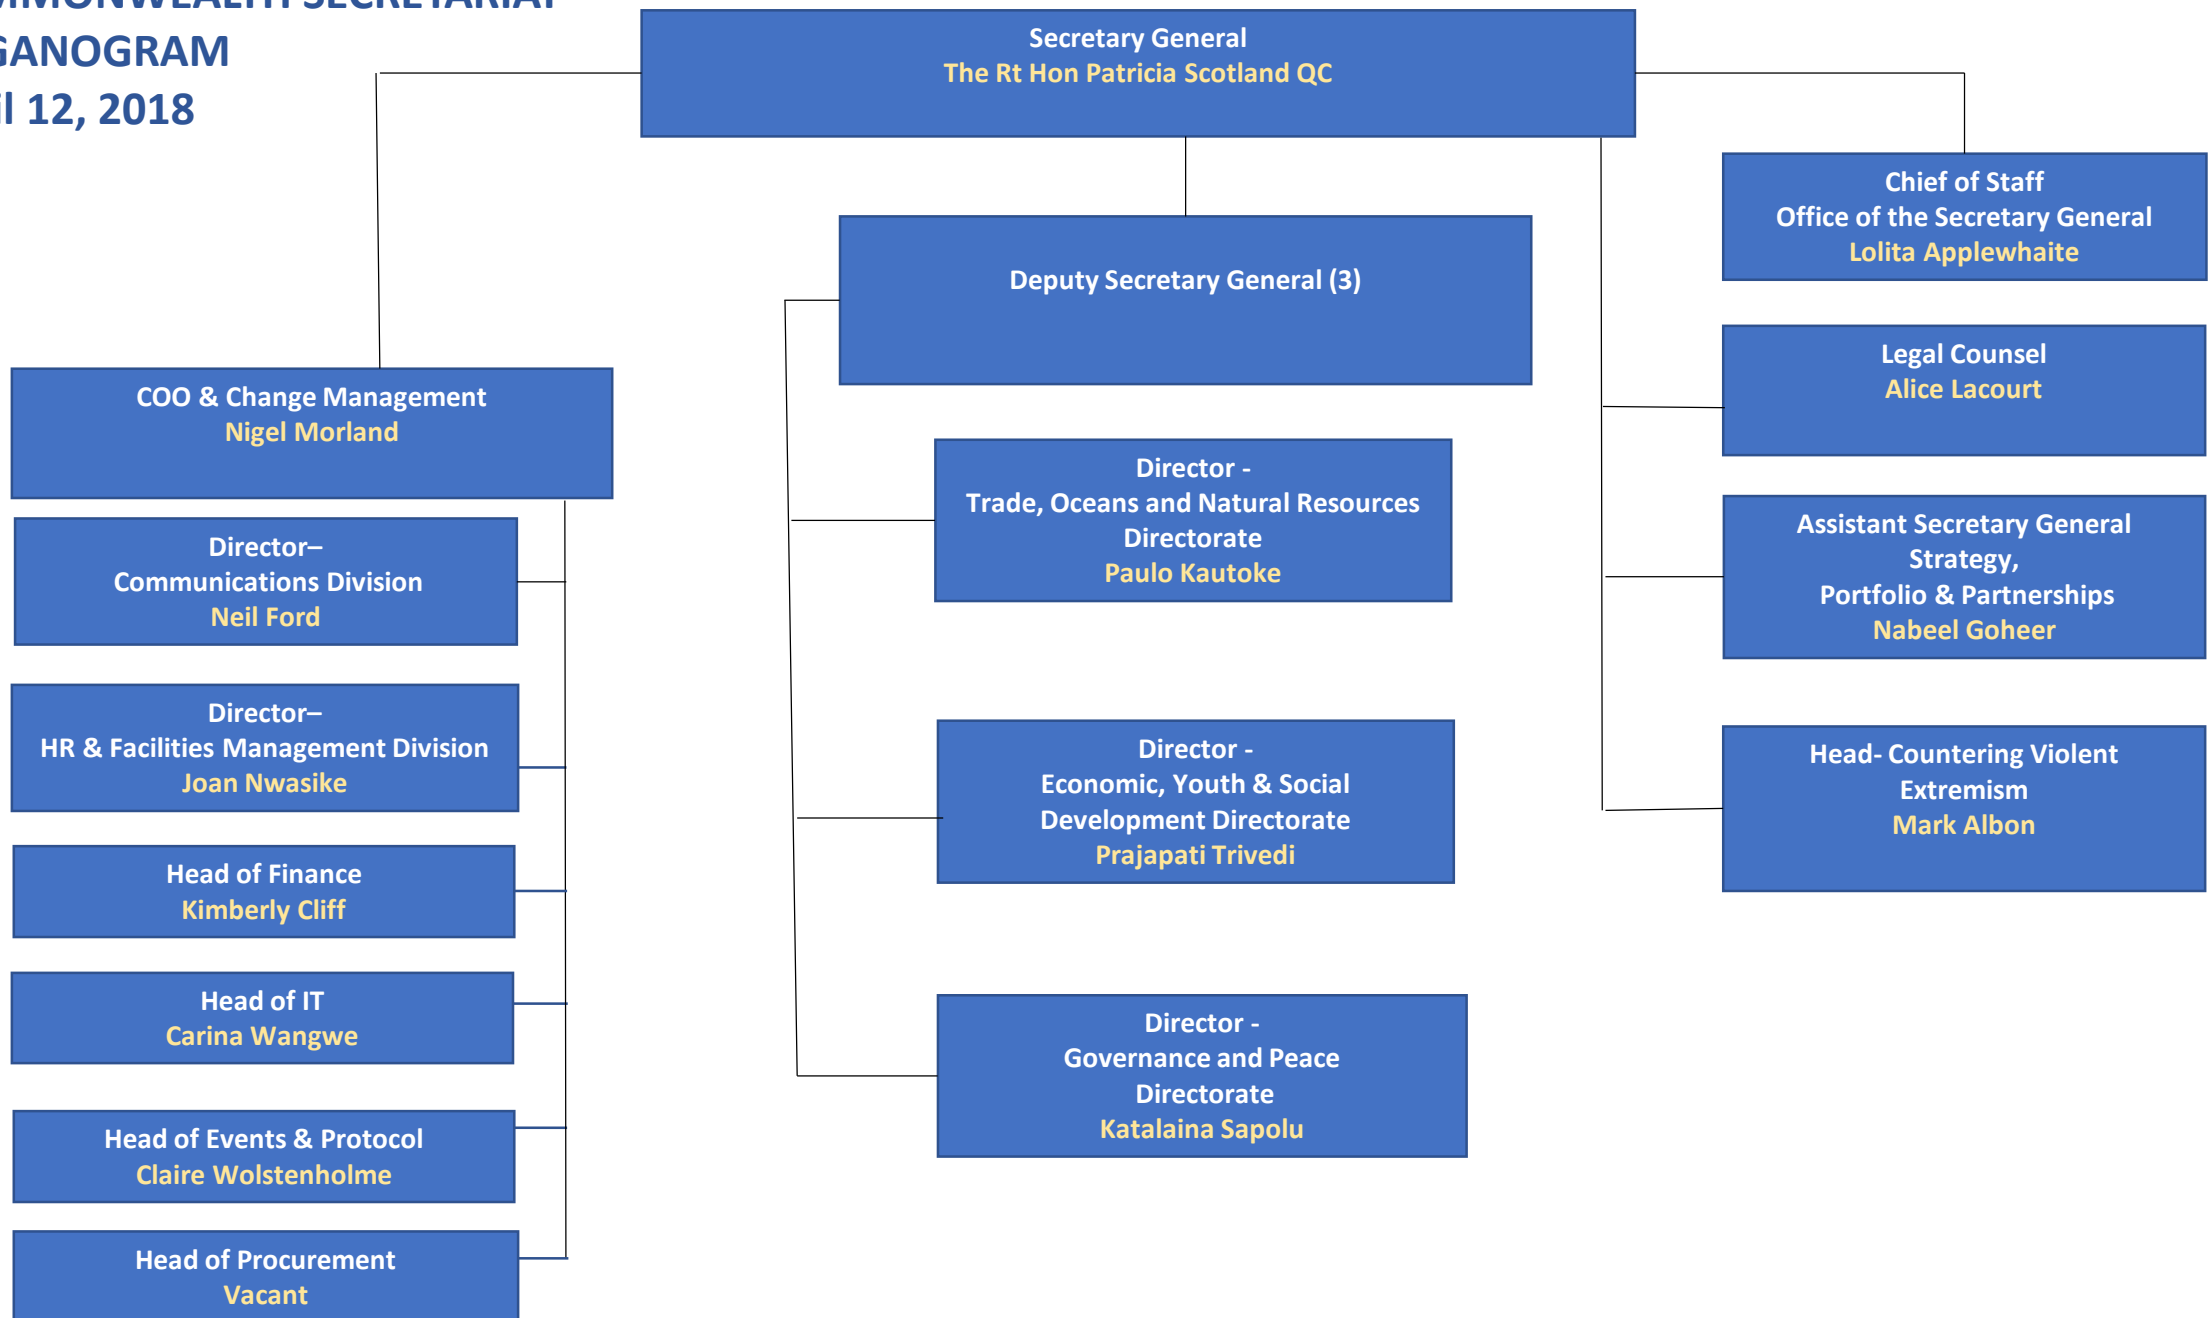 SECRETARIAT
12, 2018
Secretary General
The Rt Hon Patricia Scotland QC
Chief of Staff
Office of the Secretary General
Lolita Applewhaite
Deputy Secretary General (3)
Legal Counsel
Alice Lacourt
COO & Change Management
Nigel Morland
Director -
Trade, Oceans and Natural Resources
Directorate
Paulo Kautoke
Assistant Secretary General
Strategy,
Portfolio & Partnerships
Nabeel Goheer
Director–
Communications Division
Neil Ford
Director–
HR & Facilities Management Division
Joan Nwasike
Director -
Economic, Youth & Social
Development Directorate
Prajapati Trivedi
Head- Countering Violent
Extremism
Mark Albon
Head of Finance
Kimberly Cliff
Head of IT
Carina Wangwe
Director -
Governance and Peace
Directorate
Katalaina Sapolu
Head of Events & Protocol
Claire Wolstenholme
Head of Procurement
Vacant